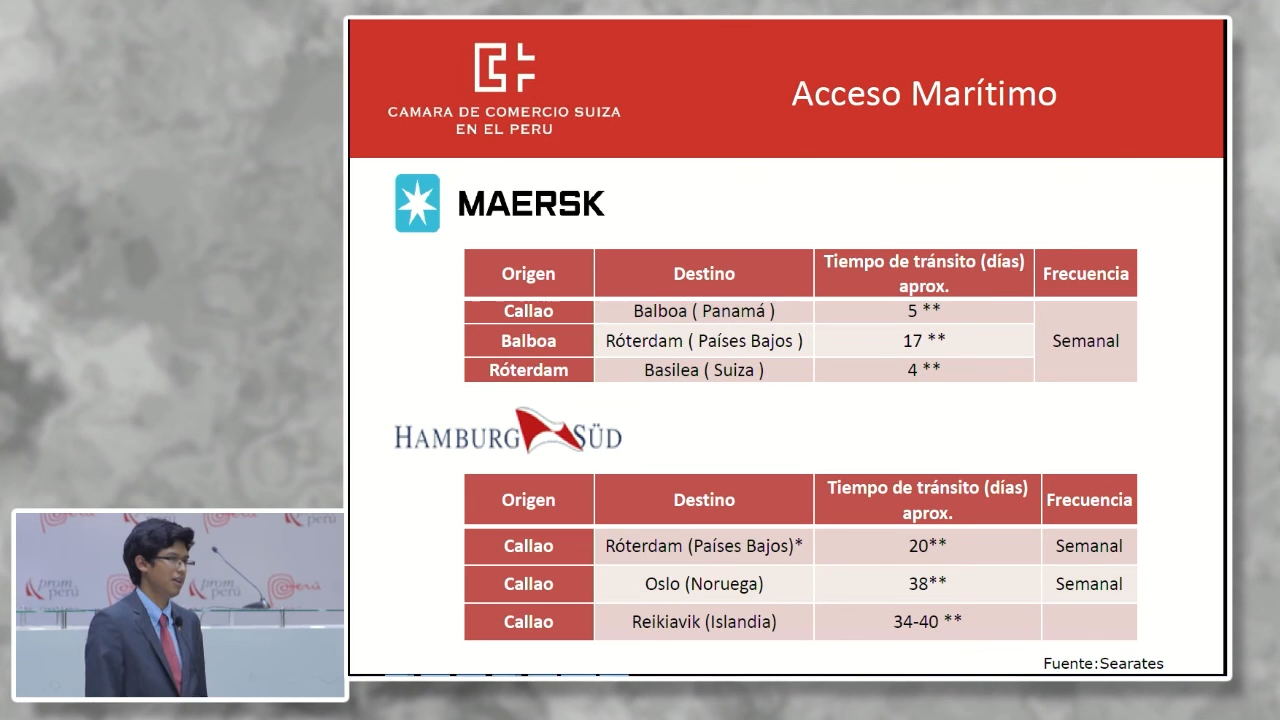 CAMARA DE COMERCIO SUIZA
EN EL PERU
Acceso Marítimo
MAERSK
Origen Destino Tiempo de tránsito (días) aprox. Frecuencia
Callao Balboa ( Panamá ) 5 ** Semanal
Balboa Róterdam ( Países Bajos ) 17 **
Róterdam Basilea ( Suiza ) 4 **
HAMBURG SÜD
Origen Destino Tiempo de tránsito (días) aprox. Frecuencia
Callao Róterdam (Países Bajos)* 20** Semanal
Callao Oslo (Noruega) 38** Semanal
Callao Reikiavik (Islandia) 34-40 **
Fuente:Searates
prom
perú